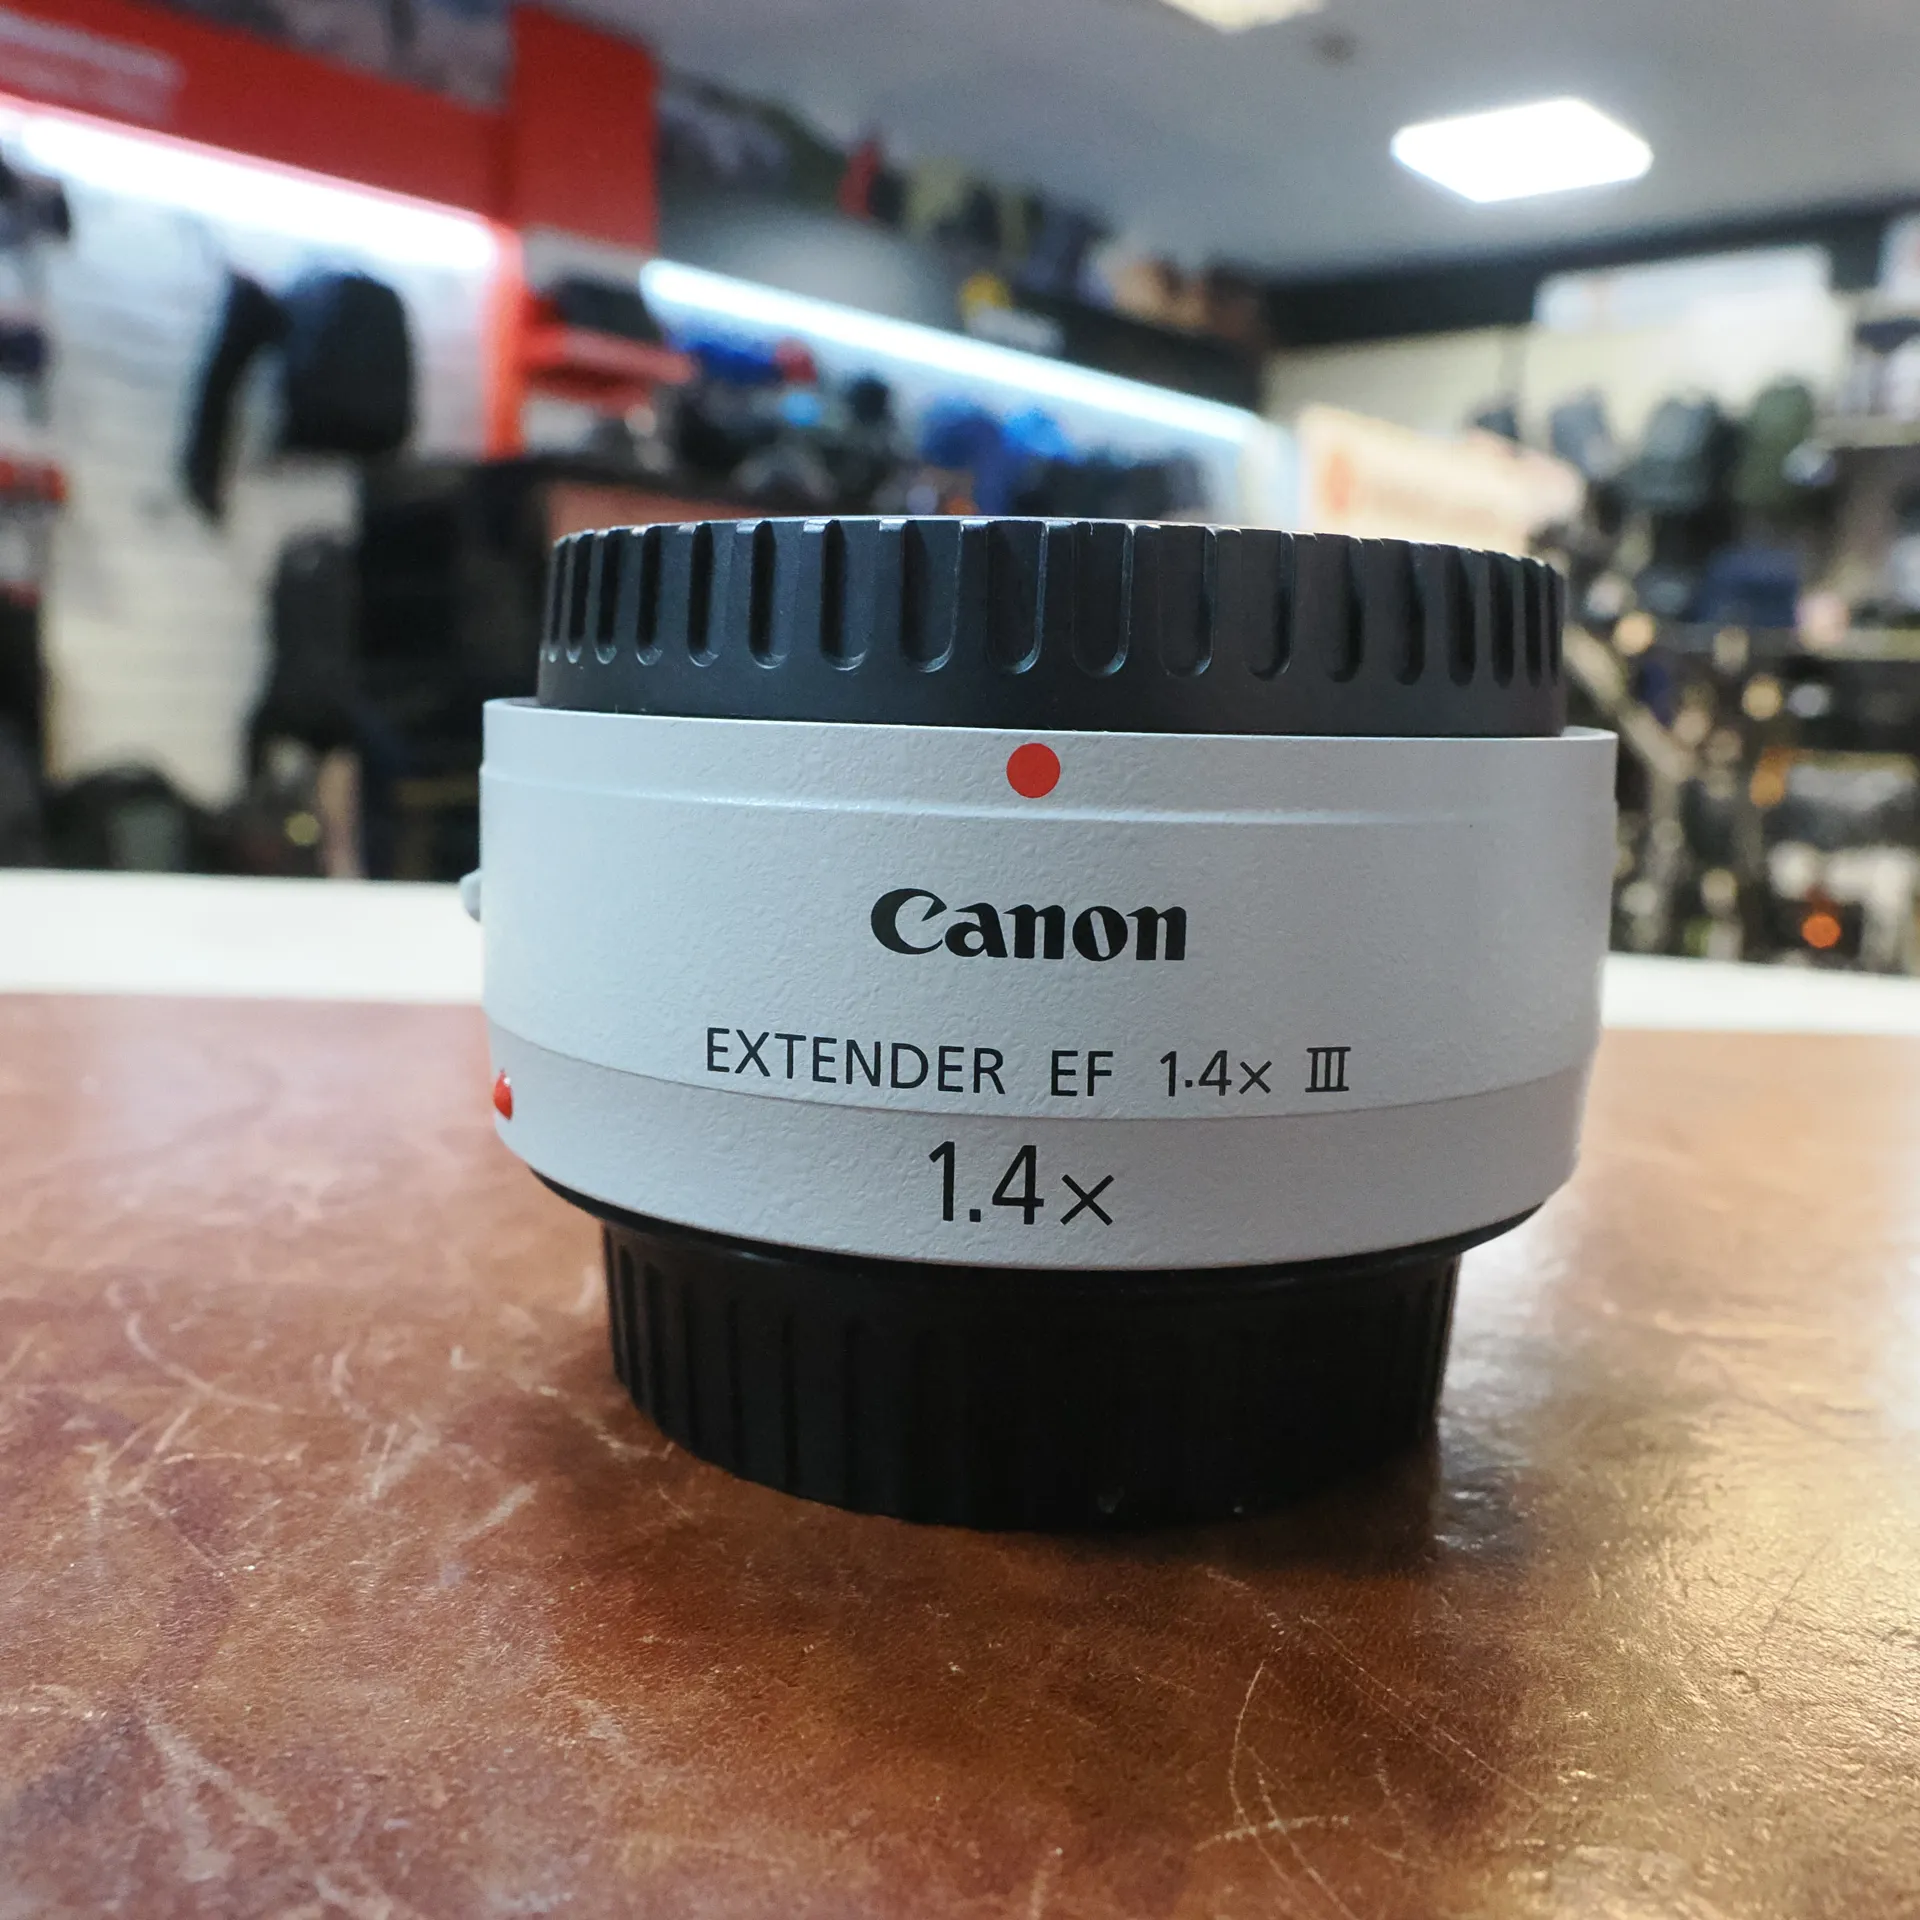 Canon
EXTENDER EF 1.4× III
1.4×